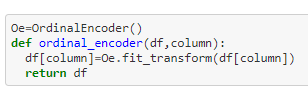 Oe=OrdinalEncoder()
def ordinal_encoder(df,column):
  df[column]=Oe.fit_transform(df[column])
  return df